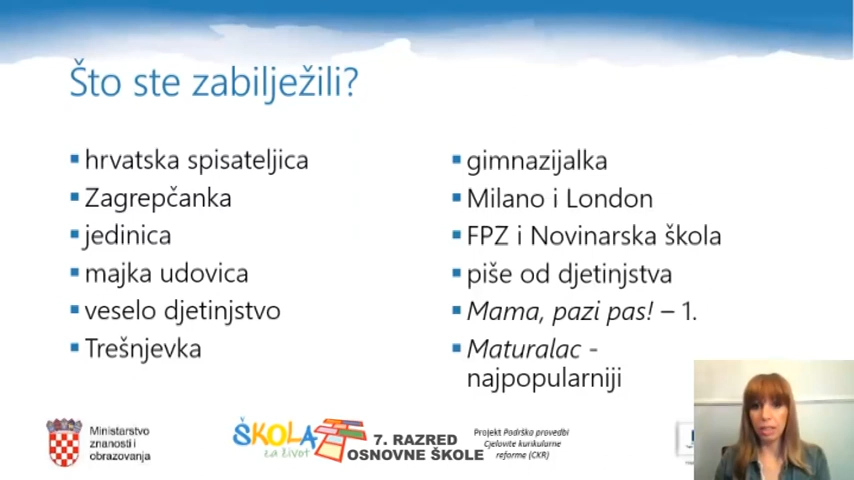 Što ste zabilježili?
hrvatska spisateljica
Zagrepčanka
jedinica
majka udovica
veselo djetinjstvo
Trešnjevka
gimnazijalka
Milano i London
FPZ i Novinarska škola
piše od djetinjstva
Mama, pazi pas! – 1.
Maturalac -
najpopularniji
Ministarstvo
znanosti i
obrazovanja
ŠKOLA
za život
7. RAZRED
OSNOVNE ŠKOLE
Projekt Podrška provedbi
Cjelovite kurikularne
reforme (CKR)